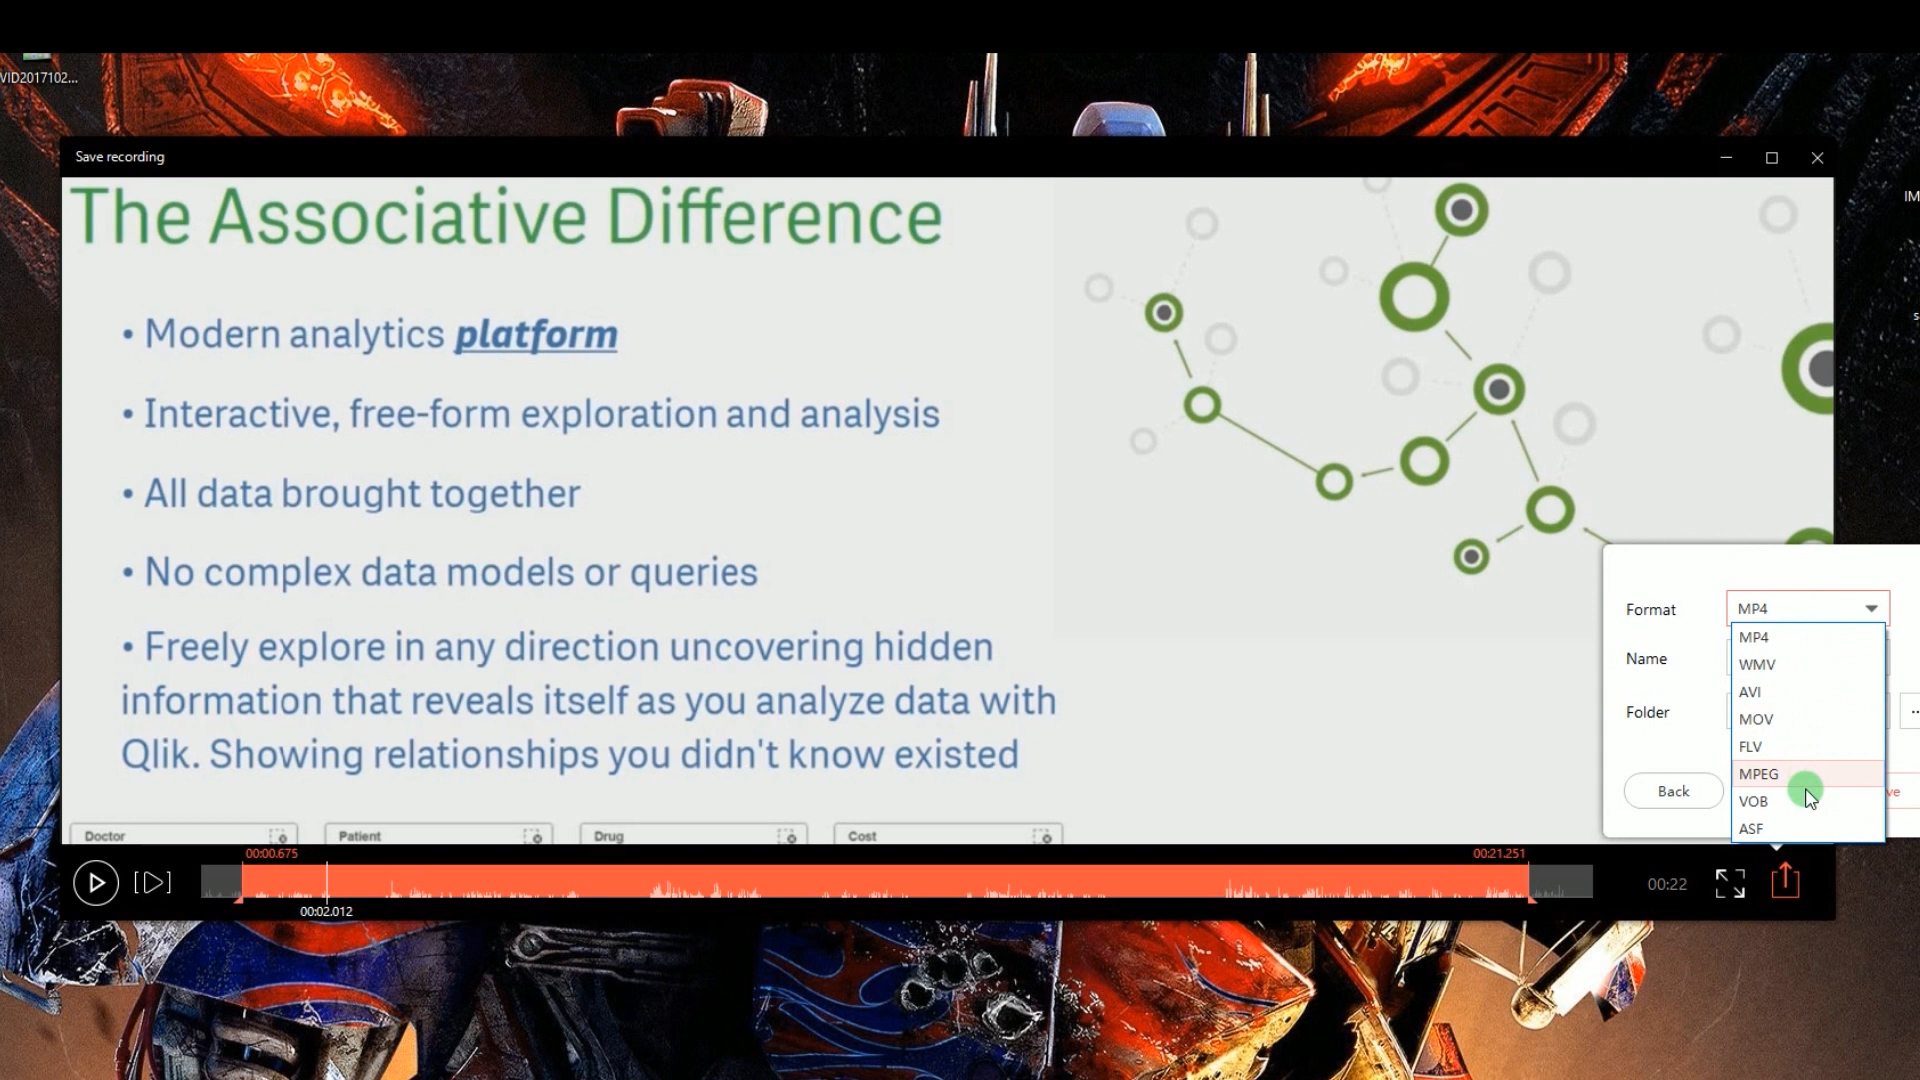 VID2017102...
Save recording
IM
The Associative Difference
• Modern analytics platform
• Interactive, free-form exploration and analysis
• All data brought together
• No complex data models or queries
• Freely explore in any direction uncovering hidden
information that reveals itself as you analyze data with
Qlik. Showing relationships you didn't know existed
Format
MP4
MP4
WMV
Name
AVI
Folder
MOV
...
FLV
MPEG
Back
ve
VOB
ASF
Doctor
Patient
Drug
Cost
00:00.675
00:21.251
00:22
00:02.012